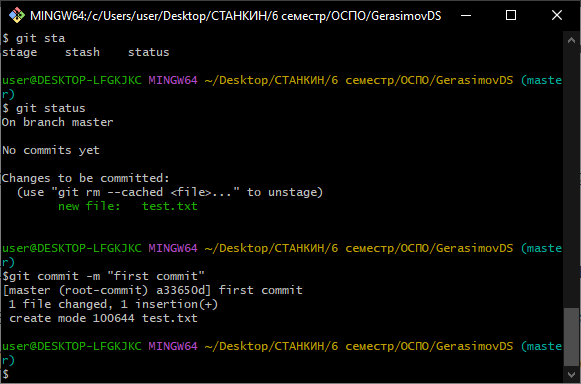 MINGW64:/c/Users/user/Desktop/СТАНКИН/6 семестр/ОСПО/GerasimovDS
$ git sta
stage    stash    status
user@DESKTOP-LFGKJKC MINGW64 ~/Desktop/СТАНКИН/6 семестр/ОСПО/GerasimovDS (maste
r)
$ git status
On branch master
No commits yet
Changes to be committed:
  (use "git rm --cached <file>..." to unstage)
        new file:   test.txt
user@DESKTOP-LFGKJKC MINGW64 ~/Desktop/СТАНКИН/6 семестр/ОСПО/GerasimovDS (maste
r)
$git commit -m "first commit"
[master (root-commit) a33650d] first commit
 1 file changed, 1 insertion(+)
 create mode 100644 test.txt
user@DESKTOP-LFGKJKC MINGW64 ~/Desktop/СТАНКИН/6 семестр/ОСПО/GerasimovDS (maste
r)
$